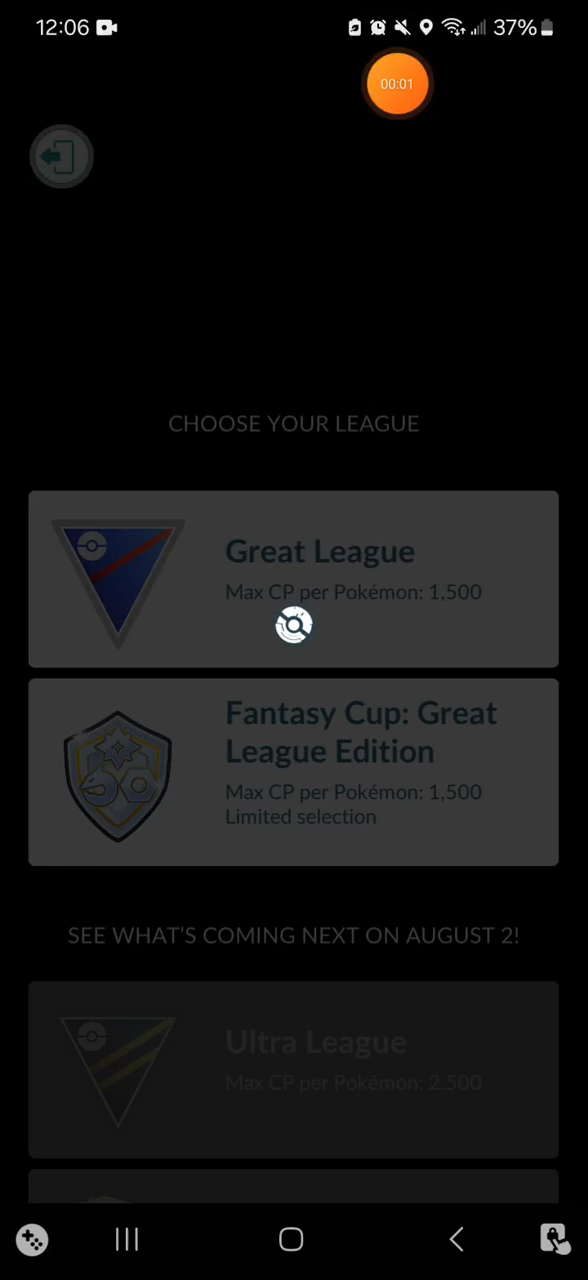 12:06
37%
00:01
CHOOSE YOUR LEAGUE
Great League
Max CP per Pokémon: 1,500
Fantasy Cup: Great
League Edition
Max CP per Pokémon: 1,500
Limited selection
SEE WHAT'S COMING NEXT ON AUGUST 2!
Ultra League
Max CP per Pokémon: 2,500